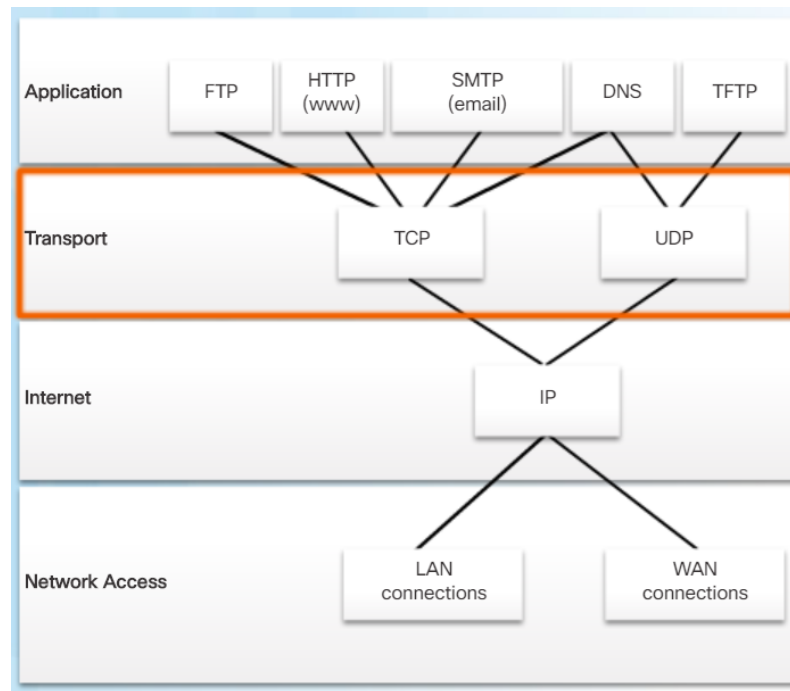 Application
FTP
HTTP
(www)
SMTP
(email)
DNS
TFTP
Transport
TCP
UDP
Internet
IP
Network Access
LAN
connections
WAN
connections